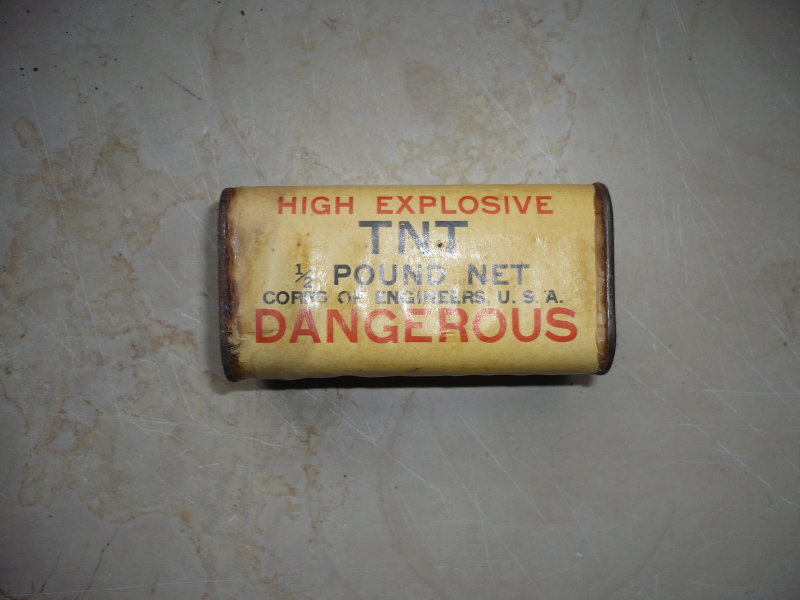 HIGH EXPLOSIVE
TNT
½ POUND NET
CORPS OF ENGINEERS, U. S. A.
DANGEROUS